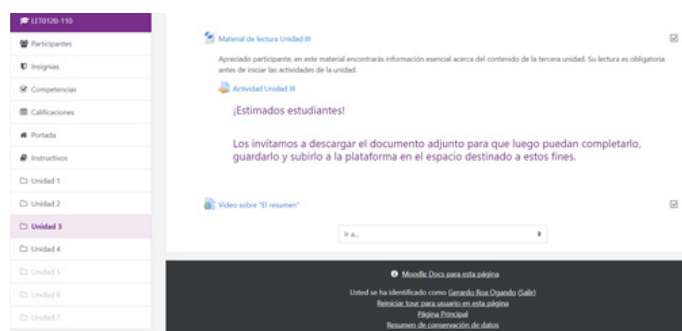 LET0120-110
Participantes
Insignias
Competencias
Calificaciones
Portada
Instructivos
Unidad 1
Unidad 2
Unidad 3
Unidad 4
Unidad 5
Unidad 6
Unidad 7
Material de lectura Unidad III
Apreciado participante, en este material encontrarás información esencial acerca del contenido de la tercera unidad. Su lectura es obligatoria
antes de iniciar las actividades de la unidad.
Actividad Unidad III
¡Estimados estudiantes!
Los invitamos a descargar el documento adjunto para que luego puedan completarlo,
guardarlo y subirlo a la plataforma en el espacio destinado a estos fines.
Video sobre "El resumen"
Ir a...
Moodle Docs para esta página
Usted se ha identificado como Gerardo Roa Ogando (Salir)
Reiniciar tour para usuario en esta página
Página Principal
Resumen de conservación de datos